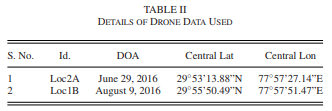 TABLE II
DETAILS OF DRONE DATA USED
S. No. Id. DOA Central Lat Central Lon
1 Loc2A June 29, 2016 29°53'13.88"N 77°57'27.14"E
2 Loc1B August 9, 2016 29°55'50.49"N 77°57'51.47"E